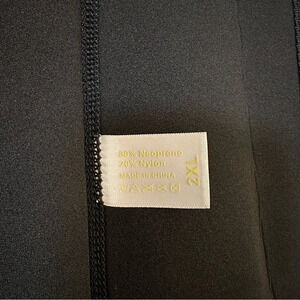 80% Neoprene
20% Nylon
MADE IN CHINA
2XL